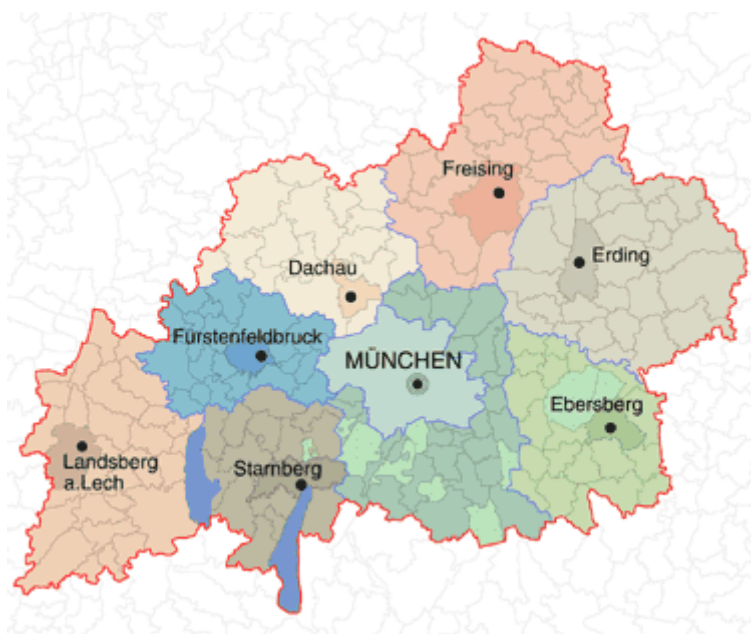 Freising
Erding
Dachau
Fürstenfeldbruck
MÜNCHEN
Ebersberg
Landsberg
a.Lech
Starnberg